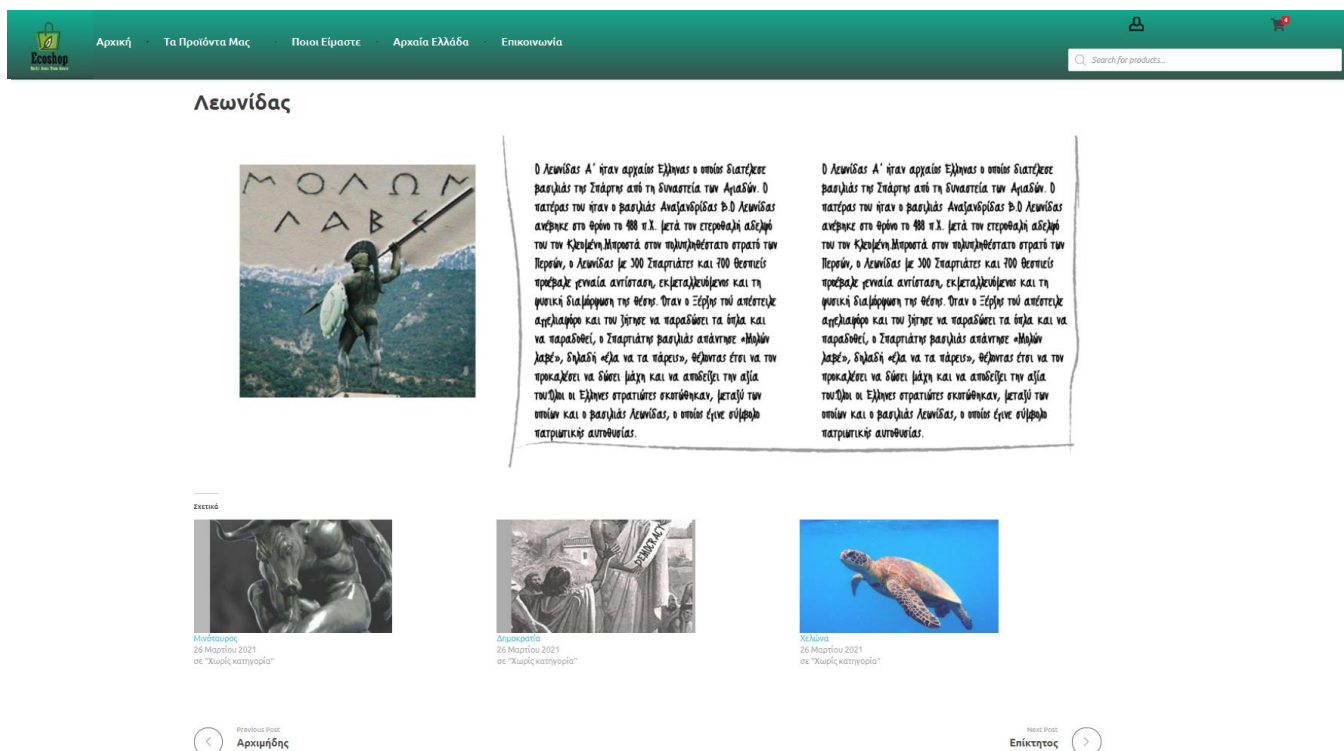 4
Ecoshop
Αρχική
Τα Προϊόντα Μας
Ποιοι Είμαστε
Αρχαία Ελλάδα
Επικοινωνία
Search for products...
Λεωνίδας
ΜΟΛΩΝ
ΛΑΒΕ
Ο Λεωνίδας Α΄ ήταν αρχαίος Έλληνας ο οποίος διατέλεσε
βασιλιάς της Σπάρτης από τη δυναστεία των Αγιαδών. Ο
πατέρας του ήταν ο βασιλιάς Αναξανδρίδας Β.Ο Λεωνίδας
ανέβηκε στο θρόνο το 488 π.Χ. μετά τον ετεροθαλή αδελφό
του τον Κλεομένη.Μπροστά στον πολυπληθέστατο στρατό των
Περσών, ο Λεωνίδας με 300 Σπαρτιάτες και 700 θεσπιείς
προέβαλε γενναία αντίσταση, εκμεταλλευόμενος και τη
φυσική διαμόρφωση της θέσης. Όταν ο Ξέρξης τού απέστειλε
αγγελιαφόρο και του ζήτησε να παραδώσει τα όπλα και
να παραδοθεί, ο Σπαρτιάτης βασιλιάς απάντησε «Μολών
λαβέ», δηλαδή «έλα να τα πάρεις», θέλοντας έτσι να τον
προκαλέσει να δώσει μάχη και να αποδείξει την αξία
του.Όλοι οι Έλληνες στρατιώτες σκοτώθηκαν, μεταξύ των
οποίων και ο βασιλιάς Λεωνίδας, ο οποίος έγινε σύμβολο
πατριωτικής αυτοθυσίας.
Ο Λεωνίδας Α΄ ήταν αρχαίος Έλληνας ο οποίος διατέλεσε
βασιλιάς της Σπάρτης από τη δυναστεία των Αγιαδών. Ο
πατέρας του ήταν ο βασιλιάς Αναξανδρίδας Β.Ο Λεωνίδας
ανέβηκε στο θρόνο το 488 π.Χ. μετά τον ετεροθαλή αδελφό
του τον Κλεομένη.Μπροστά στον πολυπληθέστατο στρατό των
Περσών, ο Λεωνίδας με 300 Σπαρτιάτες και 700 θεσπιείς
προέβαλε γενναία αντίσταση, εκμεταλλευόμενος και τη
φυσική διαμόρφωση της θέσης. Όταν ο Ξέρξης τού απέστειλε
αγγελιαφόρο και του ζήτησε να παραδώσει τα όπλα και να
παραδοθεί, ο Σπαρτιάτης βασιλιάς απάντησε «Μολών
λαβέ», δηλαδή «έλα να τα πάρεις», θέλοντας έτσι να τον
προκαλέσει να δώσει μάχη και να αποδείξει την αξία
του.Όλοι οι Έλληνες στρατιώτες σκοτώθηκαν, μεταξύ των
οποίων και ο βασιλιάς Λεωνίδας, ο οποίος έγινε σύμβολο
πατριωτικής αυτοθυσίας.
Σχετικά
DEMOCRACY
Μινόταυρος
26 Μαρτίου 2021
σε "Χωρίς κατηγορία"
Δημοκρατία
26 Μαρτίου 2021
σε "Χωρίς κατηγορία"
Χελώνα
26 Μαρτίου 2021
σε "Χωρίς κατηγορία"
Previous Post
Αρχιμήδης
Next Post
Επίκτητος